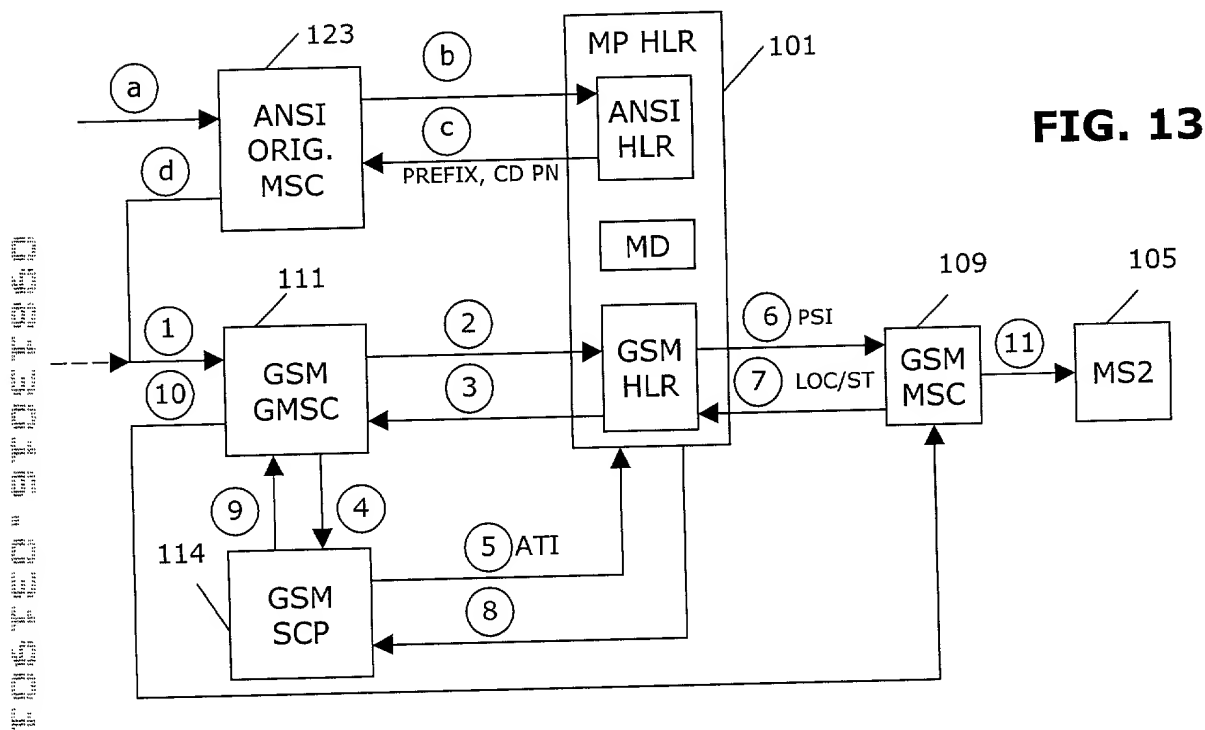 123
MP HLR
101
a
b
ANSI
ORIG.
MSC
ANSI
HLR
FIG. 13
c
PREFIX, CD PN
d
MD
109
105
111
1
2
6 PSI
GSM
GMSC
GSM
HLR
GSM
MSC
11
MS2
10
3
7 LOC/ST
9
4
114
5 ATI
GSM
SCP
8